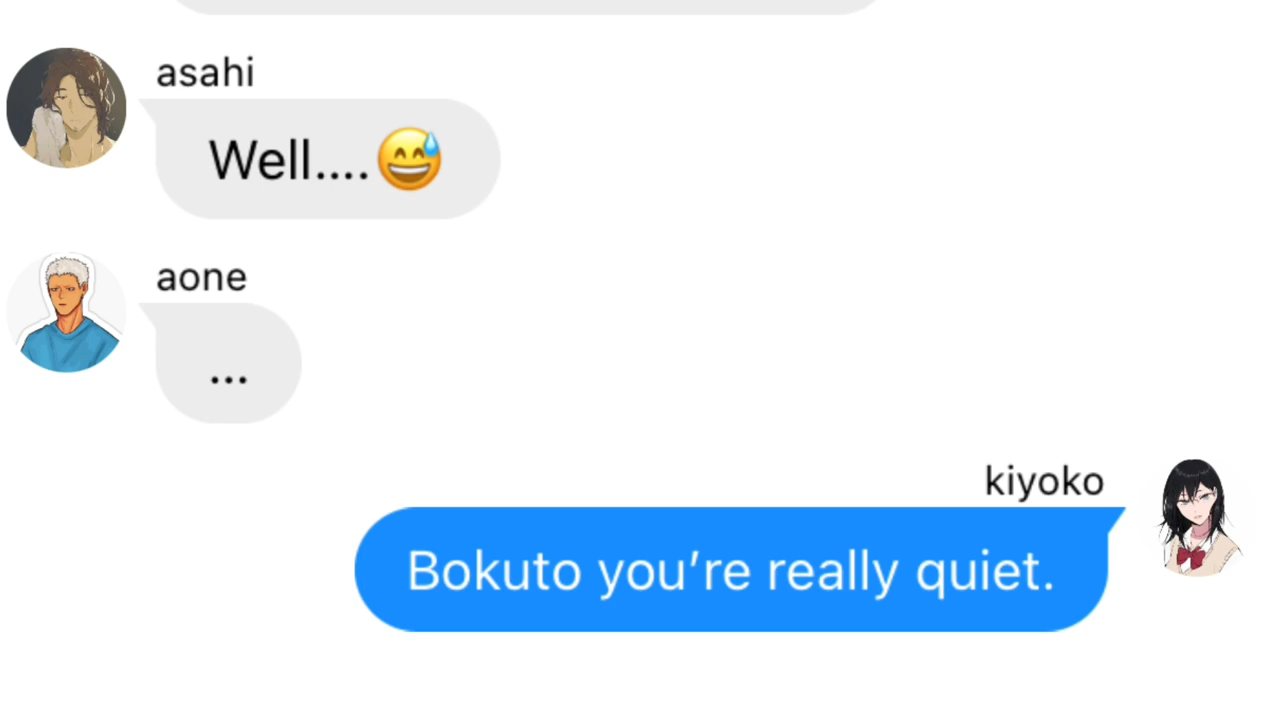 asahi
Well....😅
aone
...
kiyoko
Bokuto you’re really quiet.